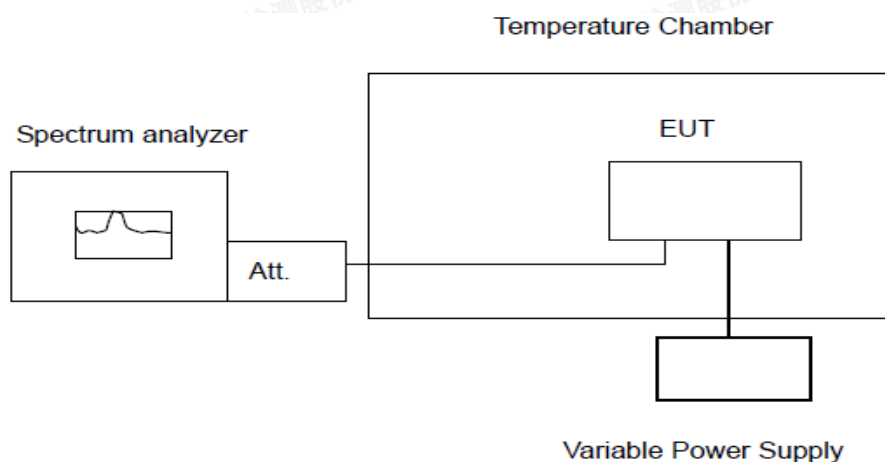 Temperature Chamber
Spectrum analyzer
EUT
Att.
Variable Power Supply